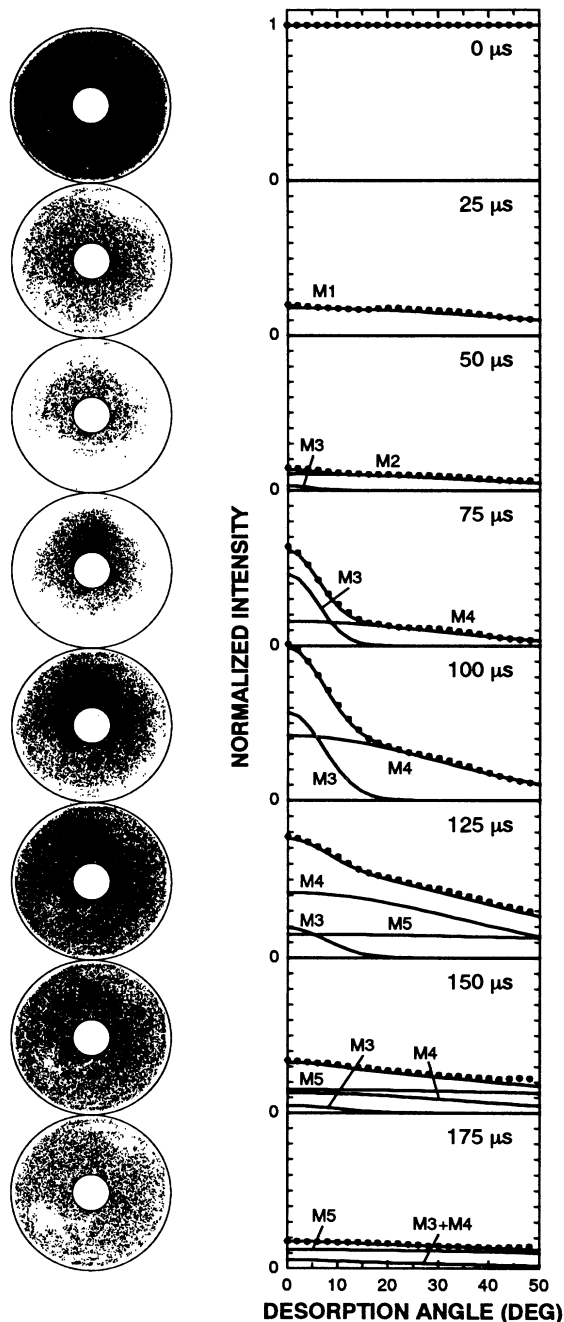 1
0 μs
0
25 μs
M1
0
50 μs
M3
M2
0
75 μs
M3
M4
0
100 μs
M4
M3
0
125 μs
M4
M5
M3
150 μs
M3
M4
M5
0
175 μs
M5
M3+M4
0
0 10 20 30 40 50
DESORPTION ANGLE (DEG)
NORMALIZED INTENSITY